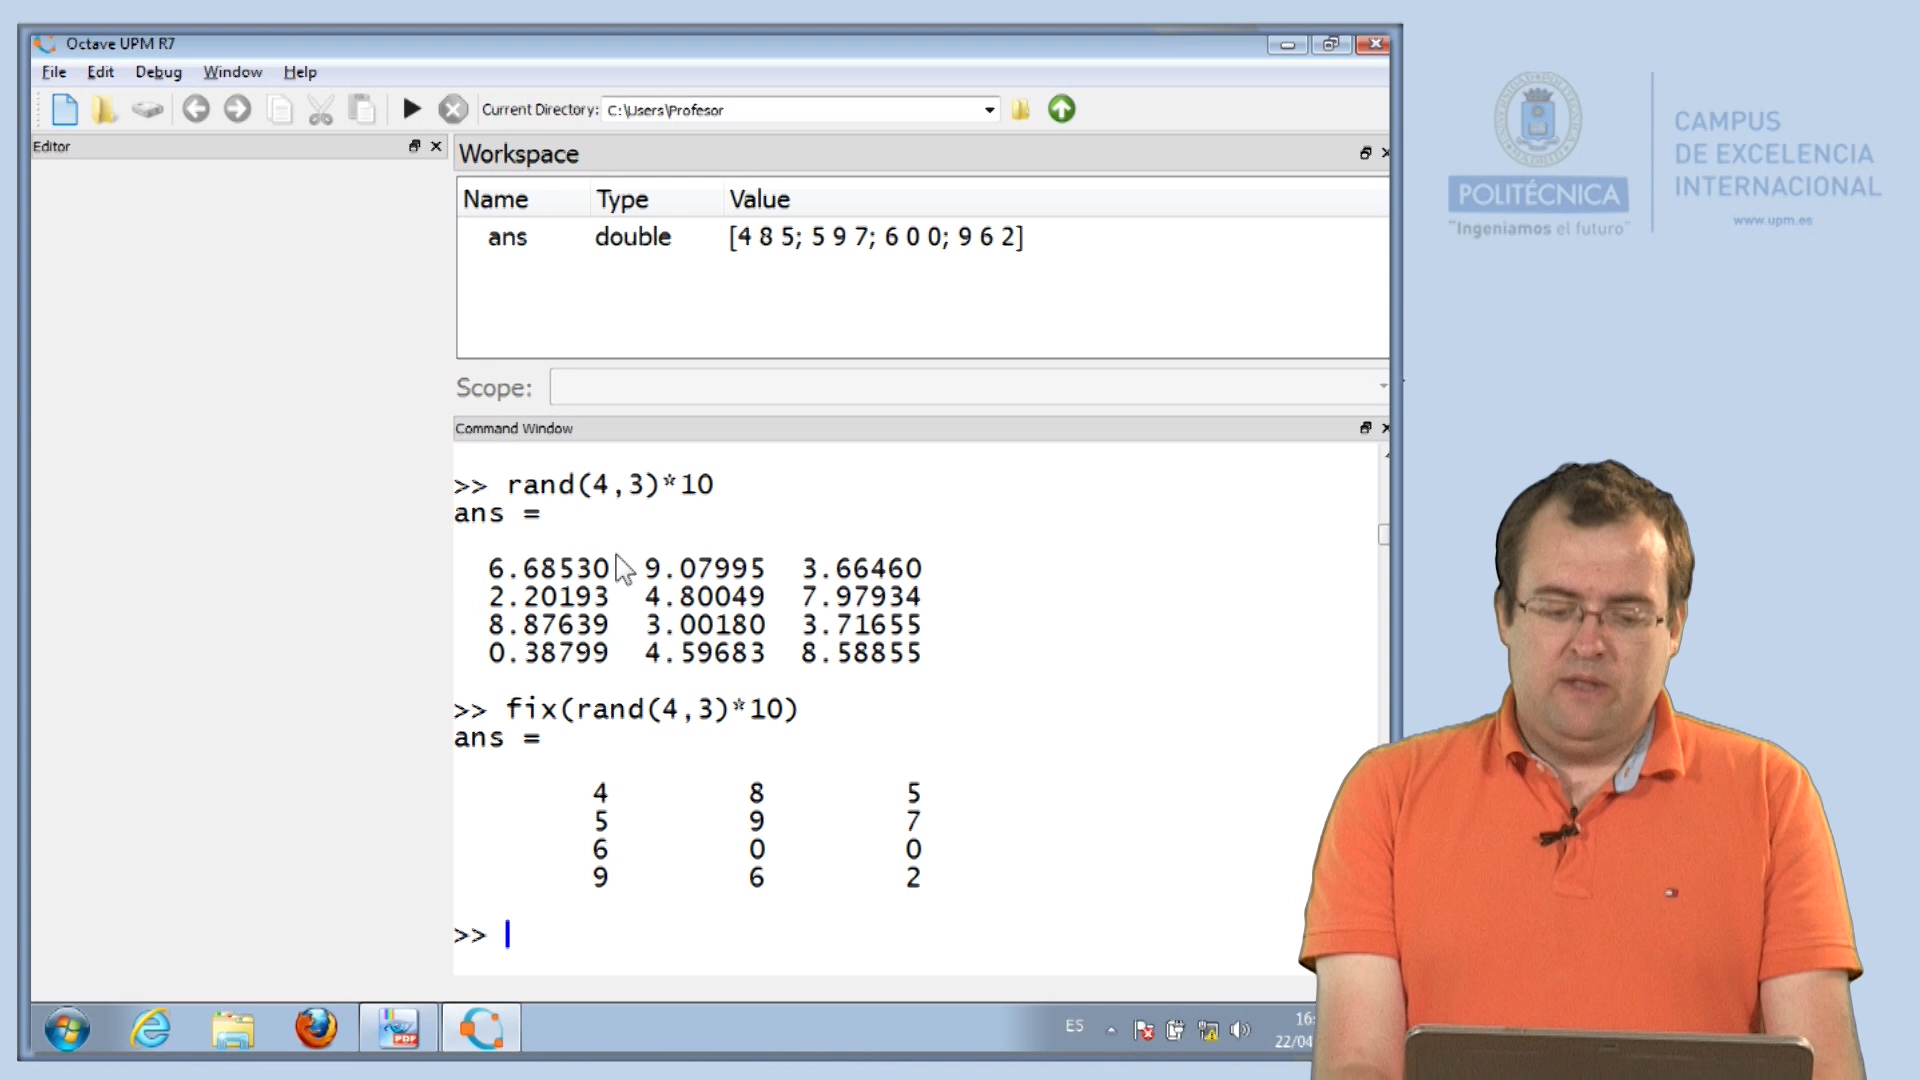 Octave UPM R7
File Edit Debug Window Help
Current Directory: C:\Users\Profesor
Editor
Workspace
Name Type Value
ans double [4 8 5; 5 9 7; 6 0 0; 9 6 2]
Scope:
Command Window
>> rand(4,3)*10
ans =
6.68530 9.07995 3.66460
2.20193 4.80049 7.97934
8.87639 3.00180 3.71655
0.38799 4.59683 8.58855
>> fix(rand(4,3)*10)
ans =
4 8 5
5 9 7
6 0 0
9 6 2
>>
PDF
ES
16:
22/04
POLITÉCNICA
"Ingeniamos el futuro"
CAMPUS
DE EXCELENCIA
INTERNACIONAL
www.upm.es